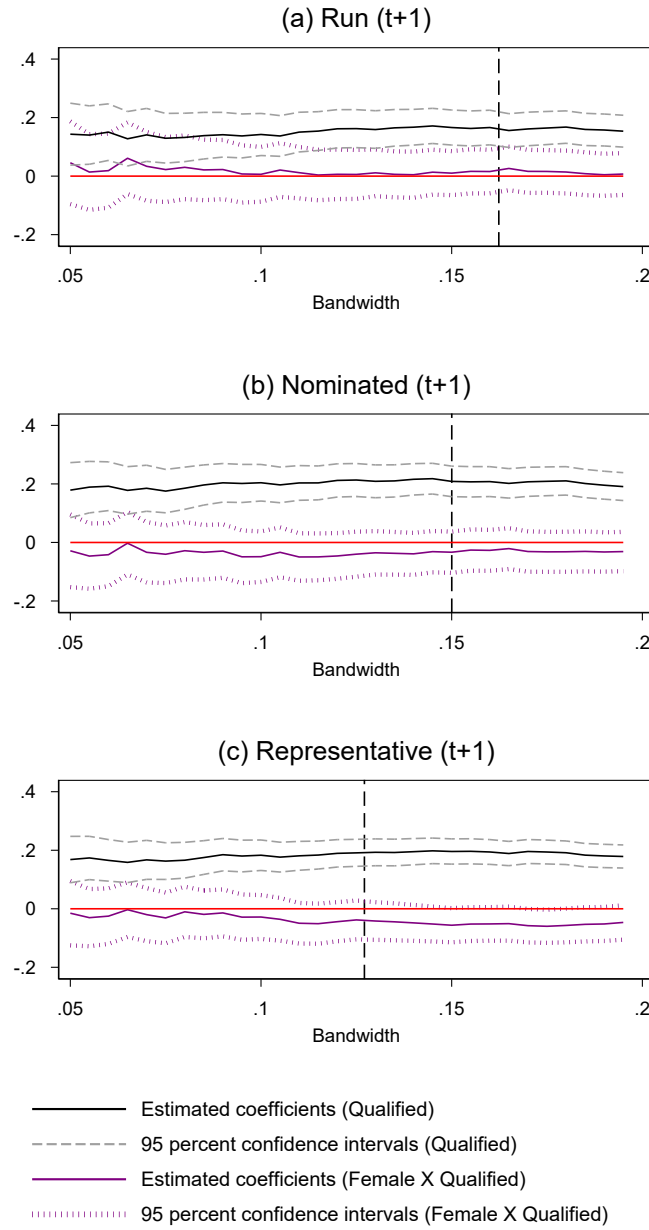 (a) Run (t+1)
.4
.2
0
-.2
.05 .1 .15 .2
Bandwidth
(b) Nominated (t+1)
.4
.2
0
-.2
.05 .1 .15 .2
Bandwidth
(c) Representative (t+1)
.4
.2
0
-.2
.05 .1 .15 .2
Bandwidth
Estimated coefficients (Qualified)
95 percent confidence intervals (Qualified)
Estimated coefficients (Female X Qualified)
95 percent confidence intervals (Female X Qualified)